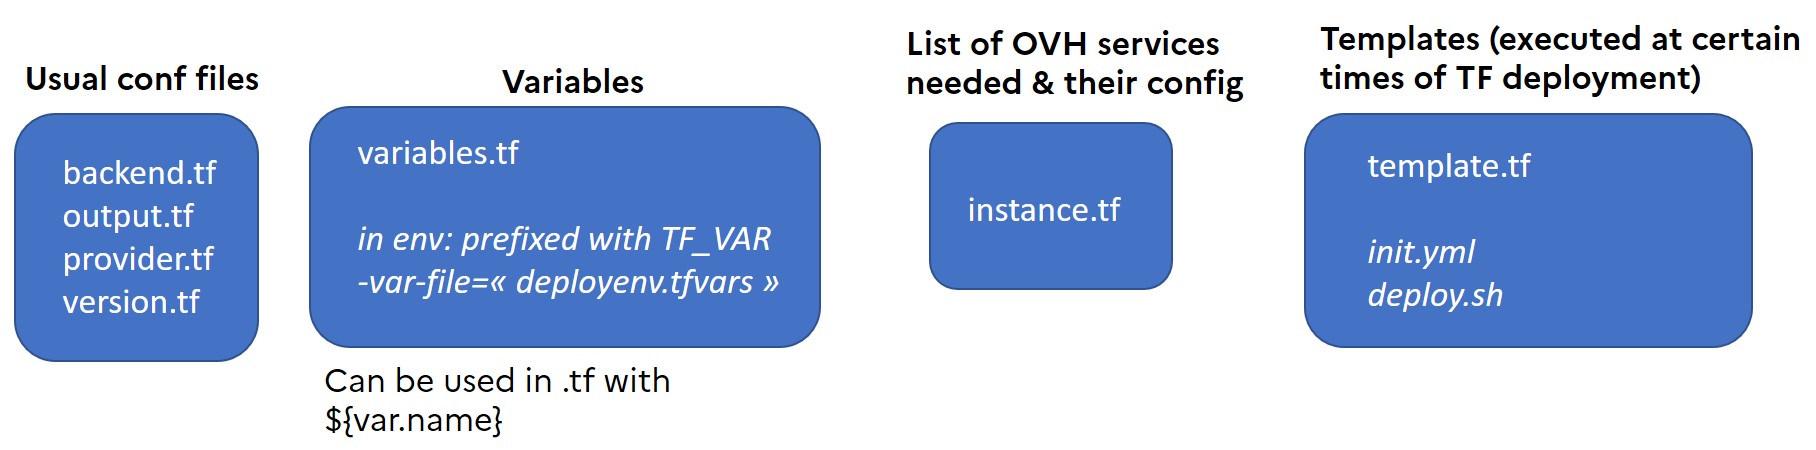 Usual conf files
backend.tf
output.tf
provider.tf
version.tf
Variables
variables.tf
in env: prefixed with TF_VAR
-var-file=« deployenv.tfvars »
Can be used in .tf with
${var.name}
List of OVH services
needed & their config
instance.tf
Templates (executed at certain
times of TF deployment)
template.tf
init.yml
deploy.sh